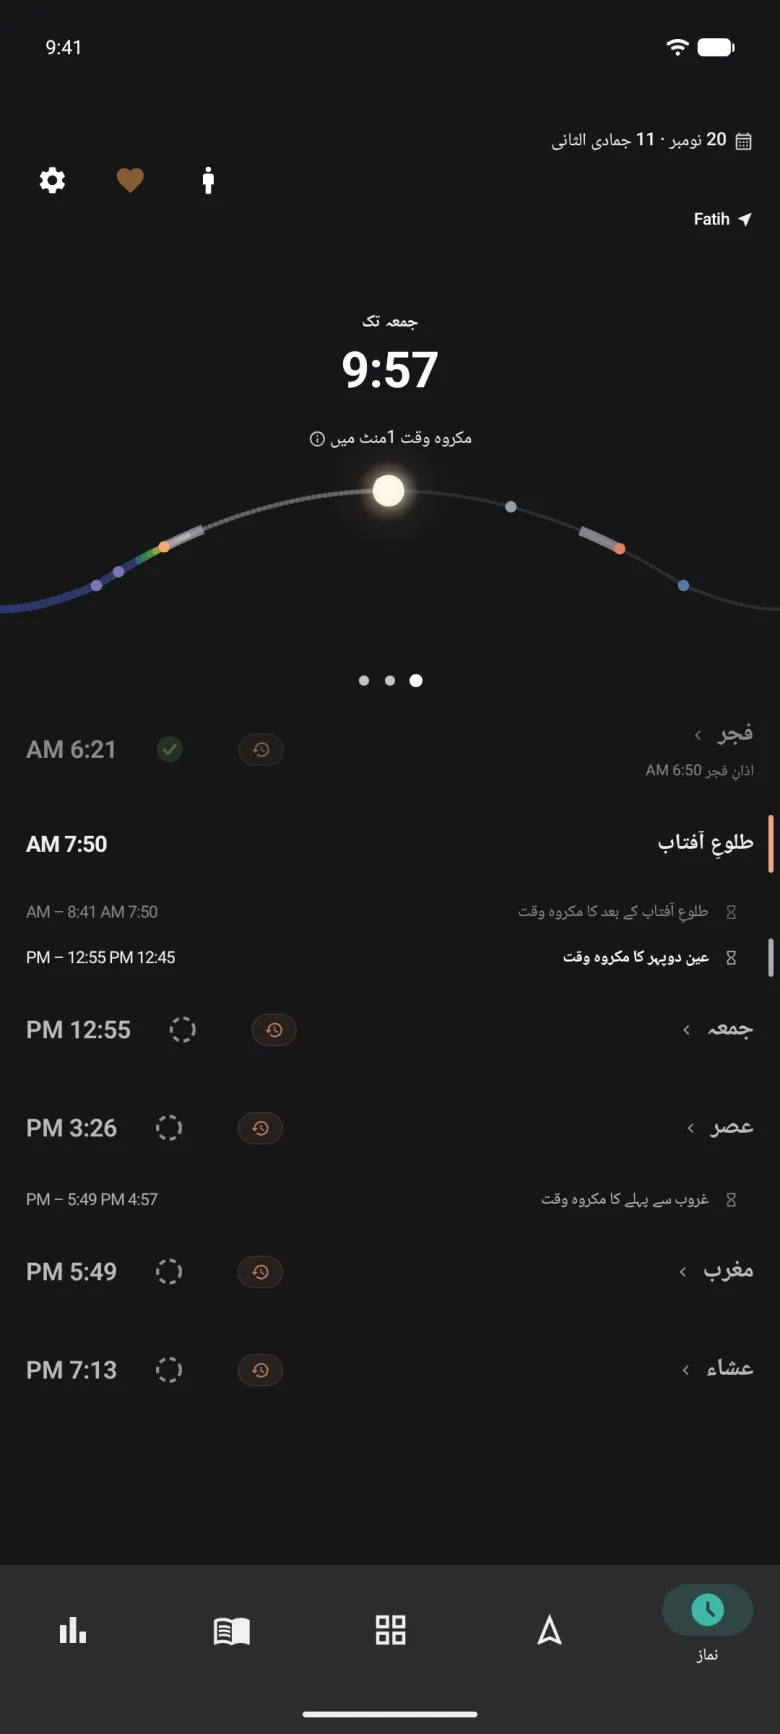 9:41
20 نومبر · 11 جمادی الثانی
Fatih
جمعہ تک
9:57
مکروہ وقت 1منٹ میں
فجر
AM 6:21
اذانِ فجر 6:50 AM
طلوعِ آفتاب
AM 7:50
طلوعِ آفتاب کے بعد کا مکروہ وقت
AM – 8:41 AM 7:50
عین دوپہر کا مکروہ وقت
PM – 12:55 PM 12:45
جمعہ
PM 12:55
عصر
PM 3:26
غروب سے پہلے کا مکروہ وقت
PM – 5:49 PM 4:57
مغرب
PM 5:49
عشاء
PM 7:13
نماز